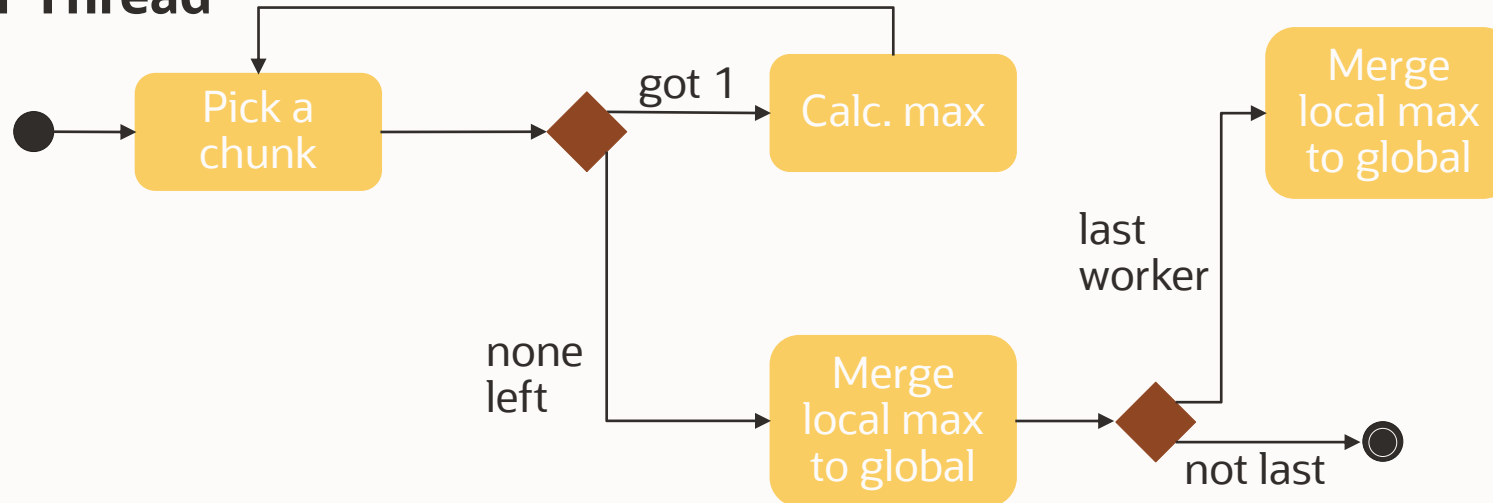 Thread
Pick a
chunk
got 1
Calc. max
Merge
local max
to global
last
worker
none
left
Merge
local max
to global
not last